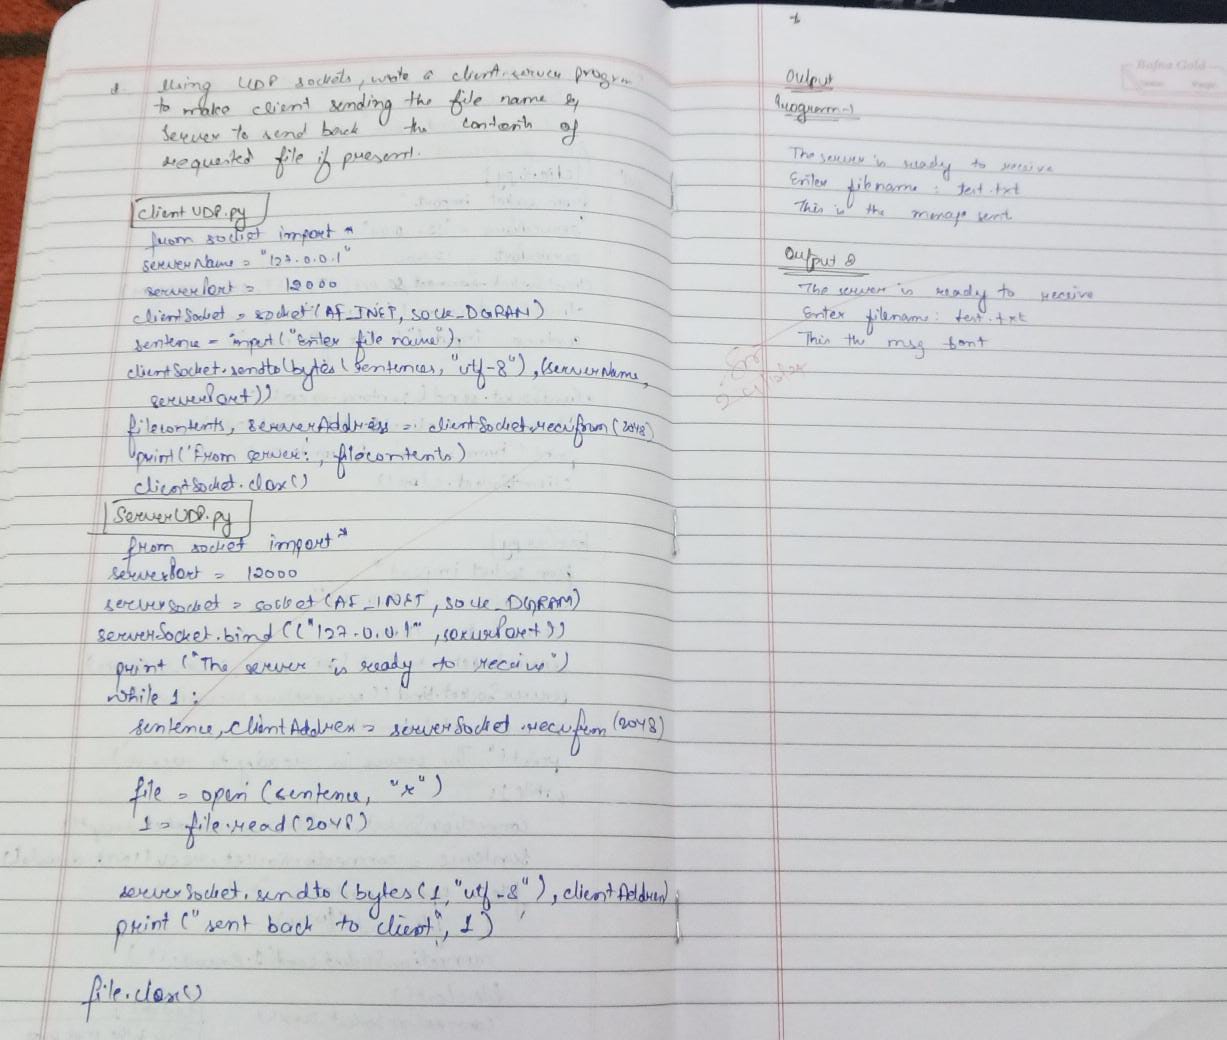 Using UDP sockets, write a client-server program
to make client sending the file name &
Server to send back the contents of
requested file if present.
Client UDP.py
from socket import *
serverName = "127.0.0.1"
serverPort = 12000
clientSocket = socket (AF_INET, SOCK_DGRAM)
sentence = input ("Enter file name").
clientSocket.sendto (bytes (sentences, "utf-8"), (serverName,
serverPort))
filecontents, serverAddress = clientSocket.recvfrom (2048)
print ('From server:', filecontents)
clientSocket.close()
Server UDP.py
from socket import *
serverPort = 12000
serverSocket = socket (AF_INET, SOCK_DGRAM)
serverSocket.bind (("127.0.0.1", serverPort))
print ("The server is ready to receive")
while 1:
sentence, clientAddress = serverSocket.recvfrom (2048)
file = open (sentence, "r")
1 = file.read (2048)
serverSocket.sendto (bytes (1, "utf-8"), clientAddress)
print ("sent back to client", 1)
file.close()
Output
Program-1
The server is ready to receive
Enter filename : test.txt
This is the message sent
Output 2
The server is ready to receive
Enter filename: test.txt
This the msg sent
Bafna Gold